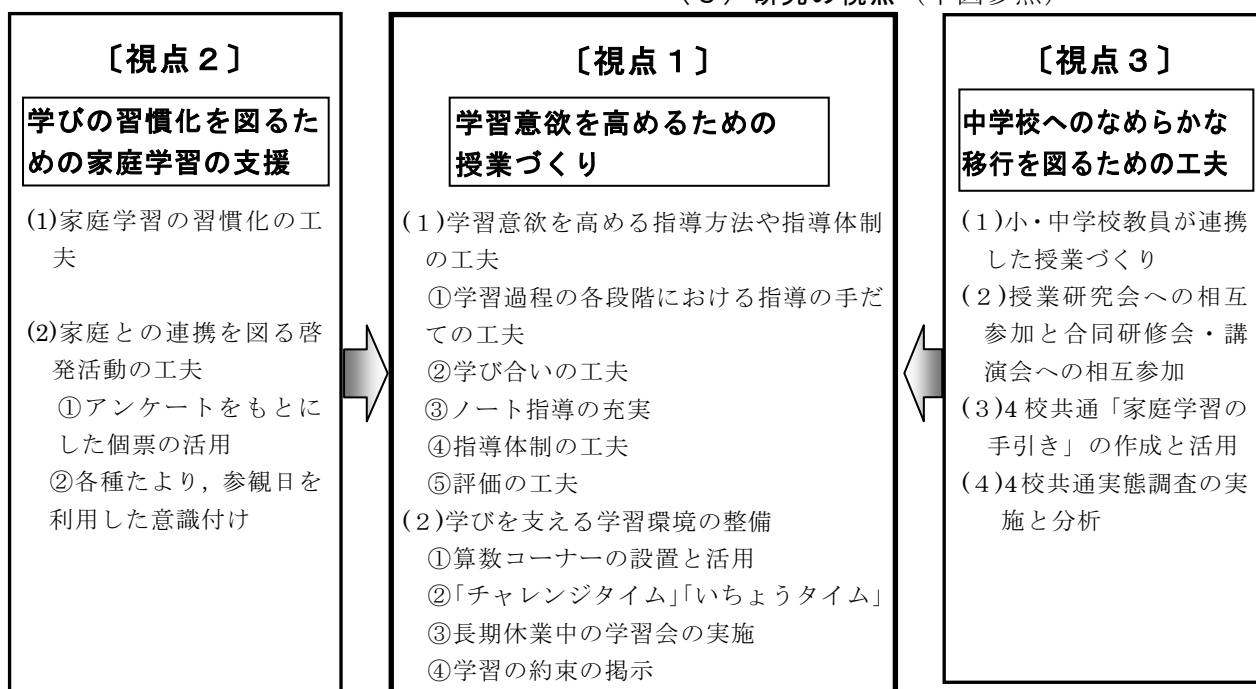 〔視点２〕
学びの習慣化を図るた
めの家庭学習の支援
(1)家庭学習の習慣化の工
夫
(2)家庭との連携を図る啓
発活動の工夫
①アンケートをもとに
した個票の活用
②各種たより，参観日を
利用した意識付け
〔視点１〕
学習意欲を高めるための
授業づくり
(１)学習意欲を高める指導方法や指導体制
の工夫
①学習過程の各段階における指導の手だ
ての工夫
②学び合いの工夫
③ノート指導の充実
④指導体制の工夫
⑤評価の工夫
(２)学びを支える学習環境の整備
①算数コーナーの設置と活用
②「チャレンジタイム」「いちょうタイム」
③長期休業中の学習会の実施
④学習の約束の掲示
〔視点３〕
中学校へのなめらかな
移行を図るための工夫
(１)小・中学校教員が連携
した授業づくり
(２)授業研究会への相互
参加と合同研修会・講
演会への相互参加
(３)4 校共通「家庭学習の
手引き」の作成と活用
(４)4校共通実態調査の実
施と分析